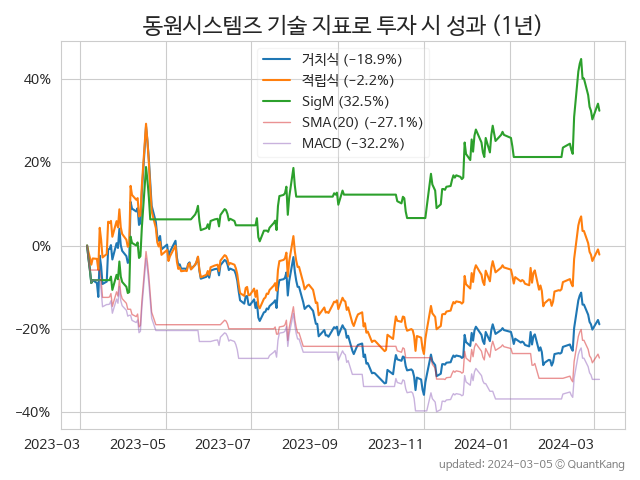 동원시스템즈 기술 지표로 투자 시 성과 (1년)
거치식 (−18.9%)
적립식 (−2.2%)
SigM (32.5%)
SMA(20) (−27.1%)
MACD (−32.2%)
40%
20%
0%
−20%
−40%
2023−03 2023−05 2023−07 2023−09 2023−11 2024−01 2024−03
updated: 2024−03−05 © QuantKang